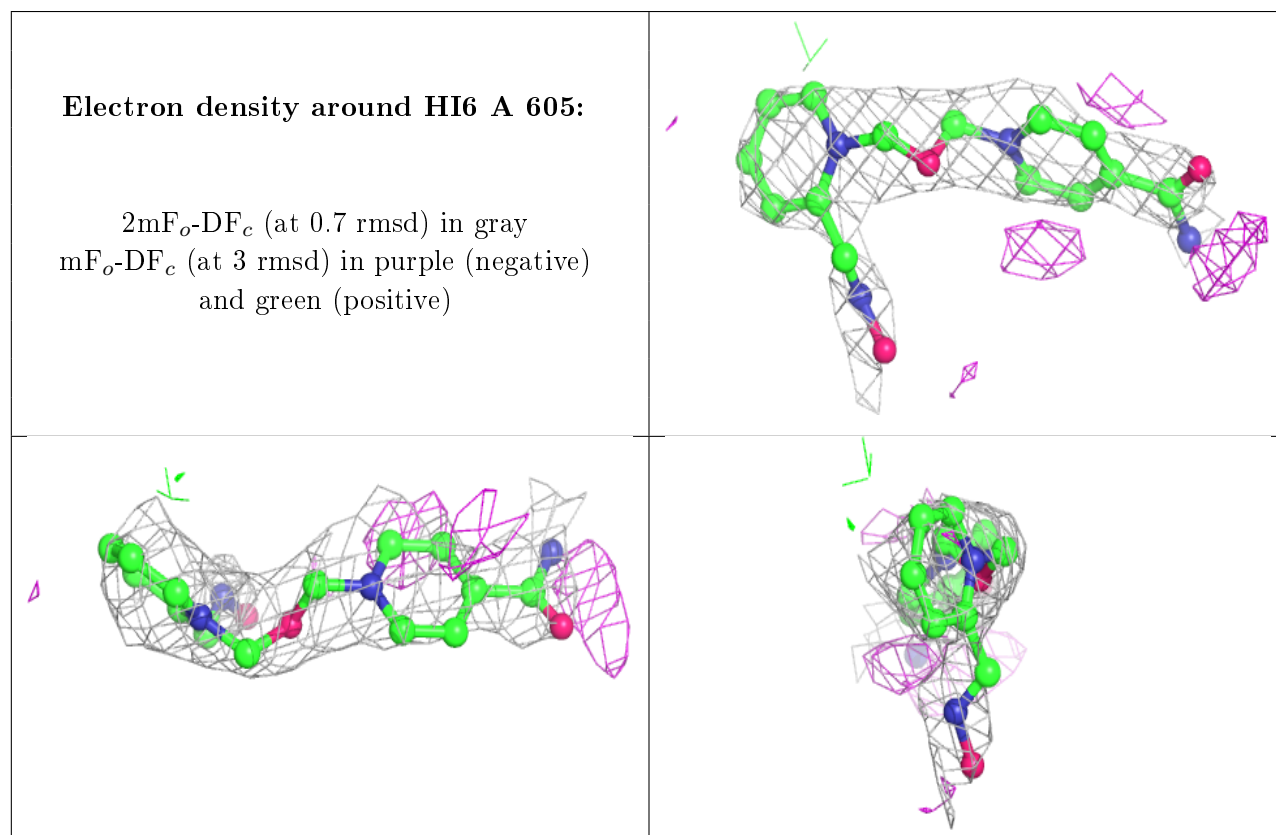 Electron density around HI6 A 605:
2mFₒ-DF𝑐 (at 0.7 rmsd) in gray
mFₒ-DF𝑐 (at 3 rmsd) in purple (negative)
and green (positive)